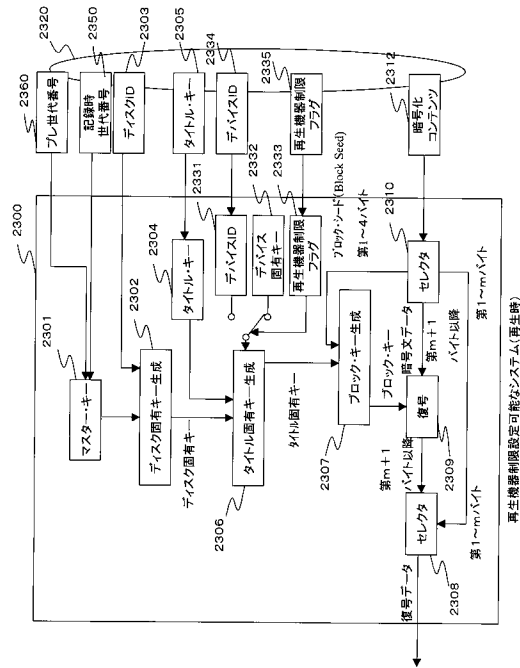 2300
2360
プレ世代番号
2320
2350
記録時
世代番号
2303
ディスクID
2305
タイトル・キー
2334
デバイスID
2335
再生機器制限
フラグ
2312
暗号化
コンテンツ
2301
マスター・キー
2302
ディスク固有キー生成
ディスク固有キー
2304
タイトル・キー
2331
デバイスID
2332
デバイス
固有キー
2333
再生機器制限
フラグ
2306
タイトル固有キー生成
タイトル固有キー
ブロック・シード(Block Seed)
第1~4バイト
2307
ブロック・キー生成
ブロック・キー
2310
セレクタ
暗号文データ
第m+1
バイト以降
第1~mバイト
2309
復号
第m+1
バイト以降
2308
セレクタ
第1~mバイト
復号データ
再生機器制限設定可能なシステム(再生時)